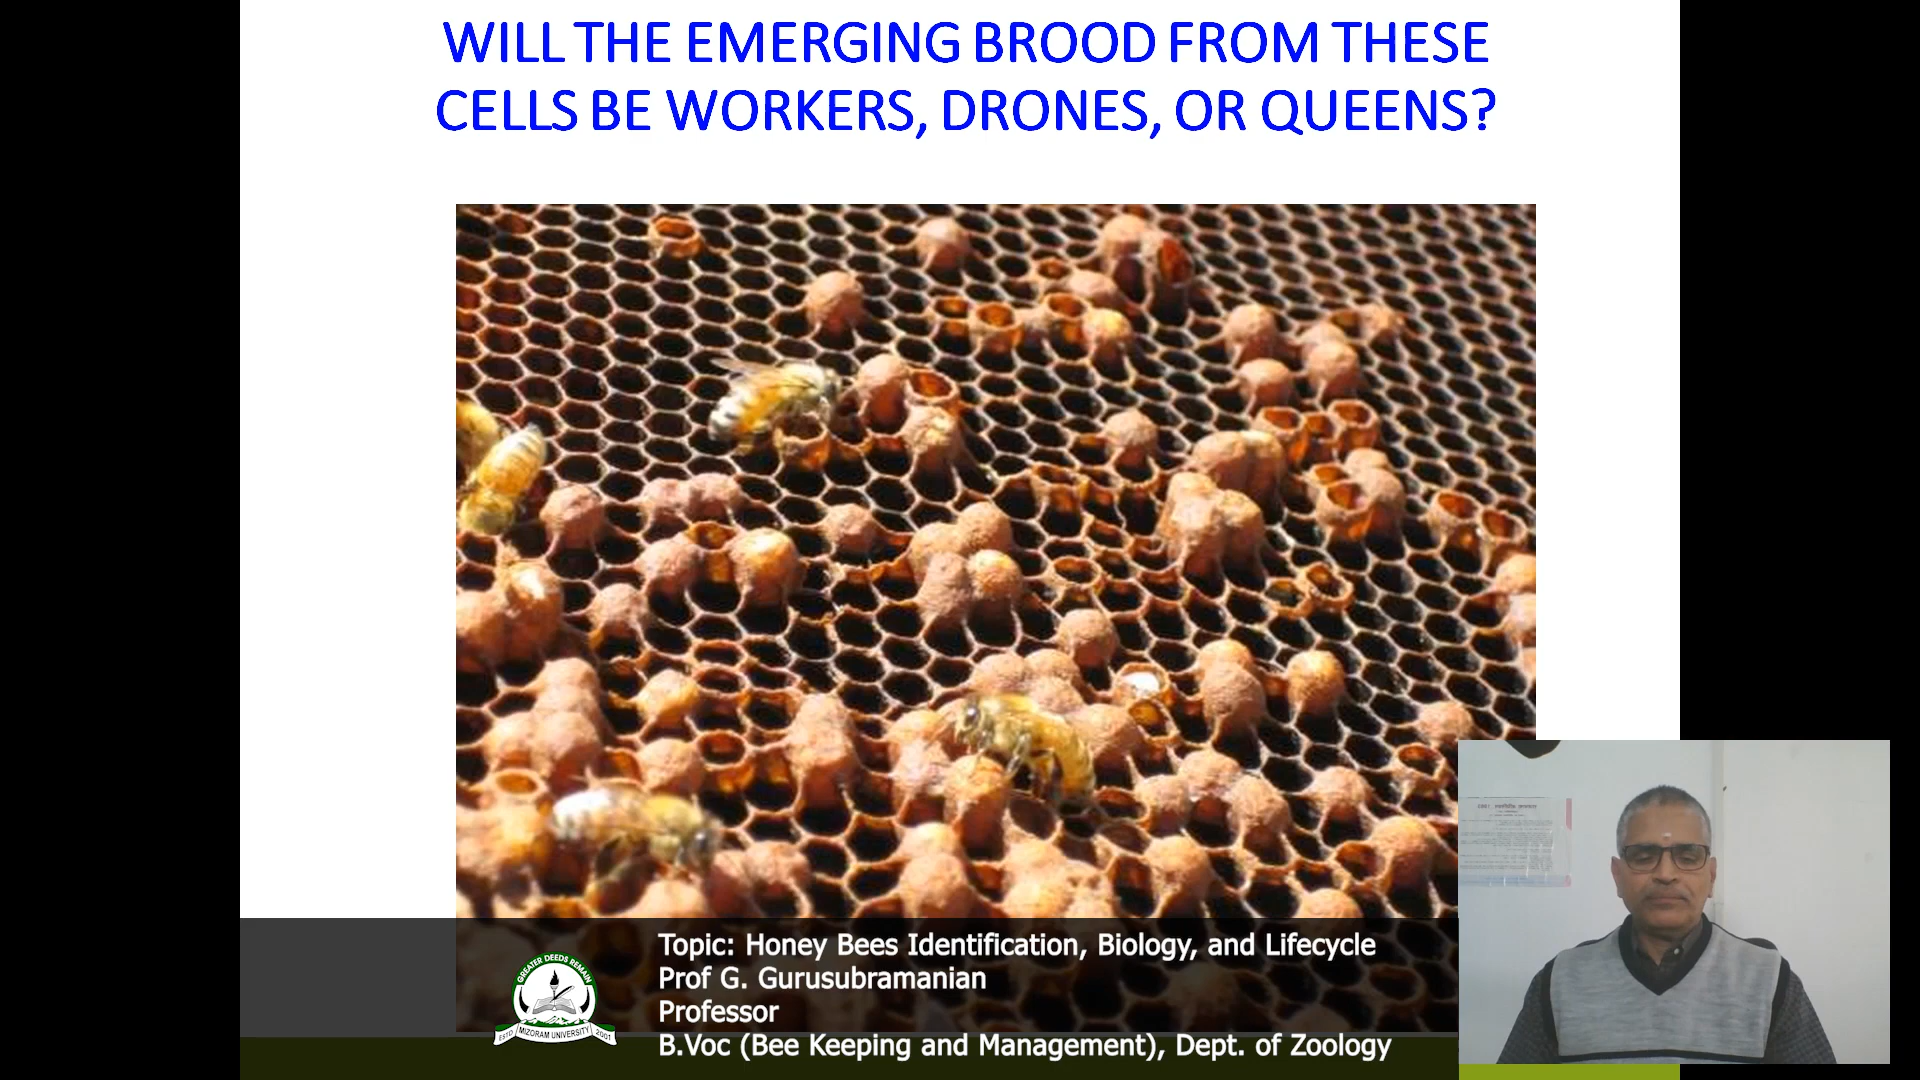 WILL THE EMERGING BROOD FROM THESE
CELLS BE WORKERS, DRONES, OR QUEENS?
Topic: Honey Bees Identification, Biology, and Lifecycle
Prof G. Gurusubramanian
Professor
B.Voc (Bee Keeping and Management), Dept. of Zoology
GREATER DEEDS REMAIN
ESTD MIZORAM UNIVERSITY 2001